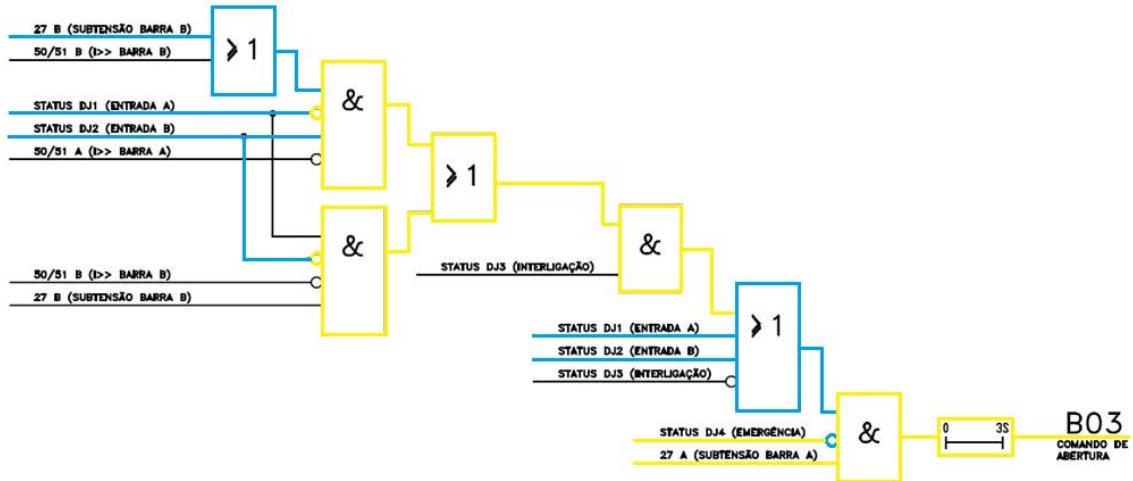 27 B (SUBTENSÃO BARRA B)
50/51 B (I>> BARRA B)
≥ 1
STATUS DJ1 (ENTRADA A)
STATUS DJ2 (ENTRADA B)
50/51 A (I>> BARRA A)
&
≥ 1
50/51 B (I>> BARRA B)
27 B (SUBTENSÃO BARRA B)
&
STATUS DJ3 (INTERLIGAÇÃO)
&
STATUS DJ1 (ENTRADA A)
STATUS DJ2 (ENTRADA B)
STATUS DJ3 (INTERLIGAÇÃO)
≥ 1
STATUS DJ4 (EMERGÊNCIA)
27 A (SUBTENSÃO BARRA A)
&
0 3S
B03
COMANDO DE
ABERTURA